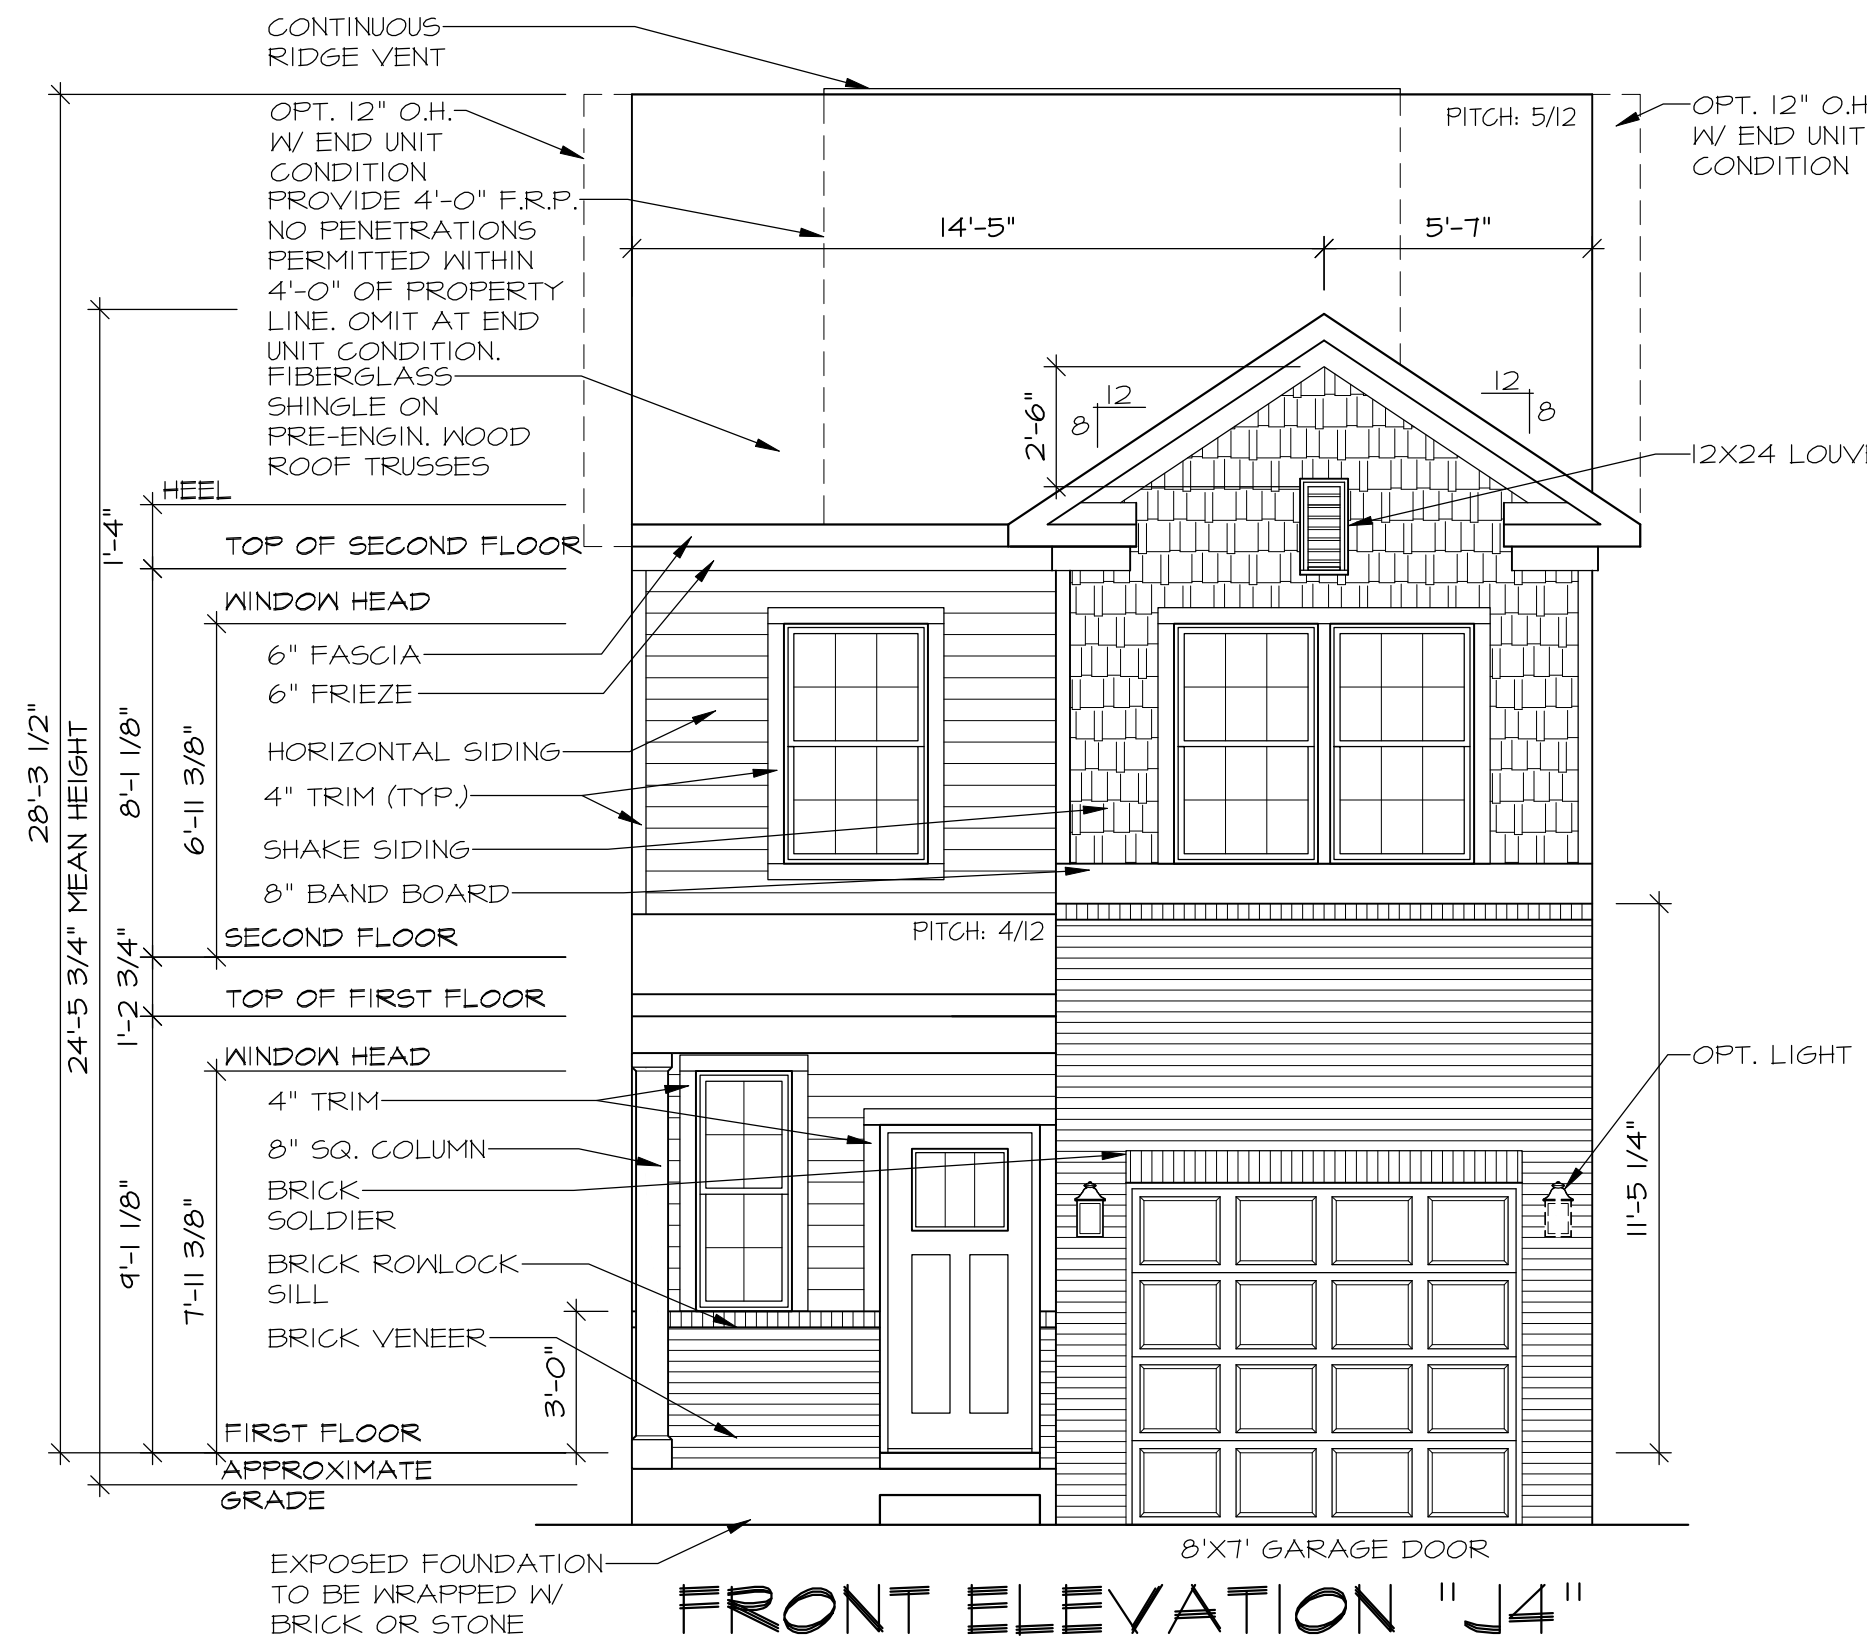 CONTINUOUS
RIDGE VENT
OPT. 12" O.H.
W/ END UNIT
CONDITION
PROVIDE 4'-0" F.R.P.
NO PENETRATIONS
PERMITTED WITHIN
4'-0" OF PROPERTY
LINE. OMIT AT END
UNIT CONDITION.
FIBERGLASS
SHINGLE ON
PRE-ENGIN. WOOD
ROOF TRUSSES
HEEL
TOP OF SECOND FLOOR
WINDOW HEAD
6" FASCIA
6" FRIEZE
HORIZONTAL SIDING
4" TRIM (TYP.)
SHAKE SIDING
8" BAND BOARD
SECOND FLOOR
TOP OF FIRST FLOOR
WINDOW HEAD
4" TRIM
8" SQ. COLUMN
BRICK
SOLDIER
BRICK ROWLOCK
SILL
BRICK VENEER
FIRST FLOOR
APPROXIMATE
GRADE
EXPOSED FOUNDATION
TO BE WRAPPED W/
BRICK OR STONE
28'-3 1/2"
24'-5 3/4" MEAN HEIGHT
1'-4"
8'-1 1/8"
1'-2 3/4"
9'-1 1/8"
6'-11 3/8"
7'-11 3/8"
3'-0"
PITCH: 5/12
14'-5"
5'-7"
2'-6"
12
8
12
8
PITCH: 4/12
OPT. 12" O.H
W/ END UNIT
CONDITION
12X24 LOUV
OPT. LIGHT
11'-5 1/4"
8'X7' GARAGE DOOR
FRONT ELEVATION "J4"